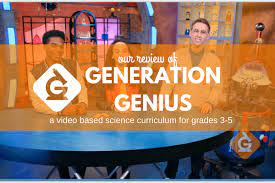 our review of
GENERATION
GENIUS
a video based science curriculum for grades 3-5